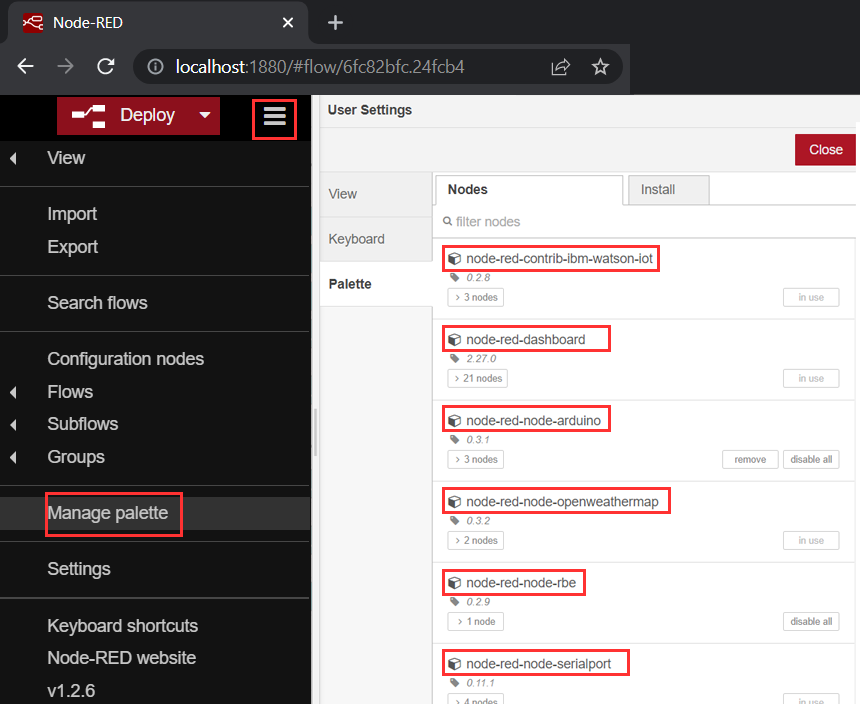 Node-RED
localhost:1880/#flow/6fc82bfc.24fcb4
Deploy
View
Import
Export
Search flows
Configuration nodes
Flows
Subflows
Groups
Manage palette
Settings
Keyboard shortcuts
Node-RED website
v1.2.6
User Settings
Close
View
Keyboard
Palette
Nodes
Install
filter nodes
node-red-contrib-ibm-watson-iot
0.2.8
3 nodes
in use
node-red-dashboard
2.27.0
21 nodes
in use
node-red-node-arduino
0.3.1
3 nodes
remove
disable all
node-red-node-openweathermap
0.3.2
2 nodes
in use
node-red-node-rbe
0.2.9
1 node
disable all
node-red-node-serialport
0.11.1
4 nodes
in use